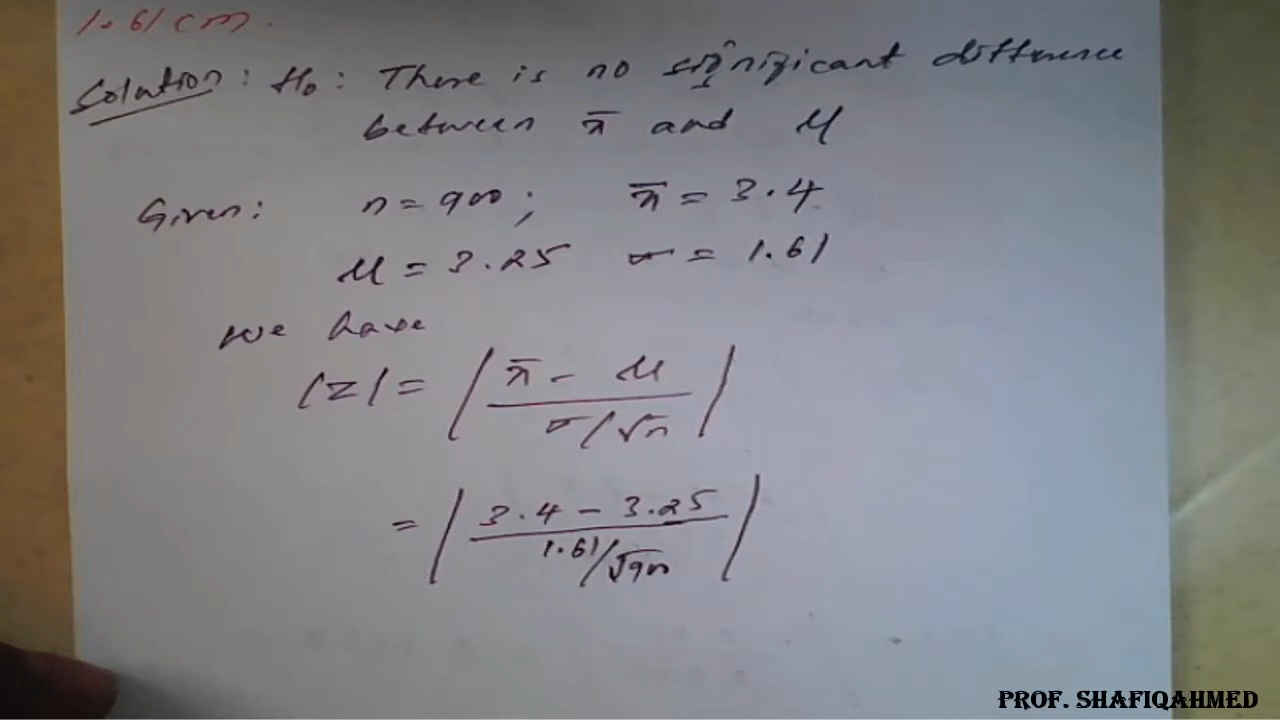 1.61 cm.
Solution: H₀: There is no significant difference
between x̄ and μ
Given: n = 900; x̄ = 3.4
μ = 3.25 σ = 1.61
We have
|Z| = | x̄ - μ / σ/√n |
= | 3.4 - 3.25 / 1.61/√900 |
PROF. SHAFIQAHMED